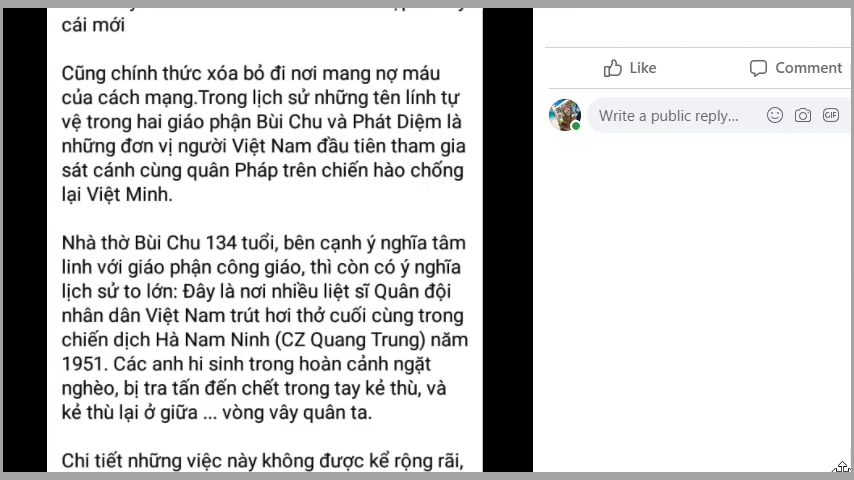 cái mới
Cũng chính thức xóa bỏ đi nơi mang nợ máu
của cách mạng.Trong lịch sử những tên lính tự
vệ trong hai giáo phận Bùi Chu và Phát Diệm là
những đơn vị người Việt Nam đầu tiên tham gia
sát cánh cùng quân Pháp trên chiến hào chống
lại Việt Minh.
Nhà thờ Bùi Chu 134 tuổi, bên cạnh ý nghĩa tâm
linh với giáo phận công giáo, thì còn có ý nghĩa
lịch sử to lớn: Đây là nơi nhiều liệt sĩ Quân đội
nhân dân Việt Nam trút hơi thở cuối cùng trong
chiến dịch Hà Nam Ninh (CZ Quang Trung) năm
1951. Các anh hi sinh trong hoàn cảnh ngặt
nghèo, bị tra tấn đến chết trong tay kẻ thù, và
kẻ thù lại ở giữa ... vòng vây quân ta.
Chi tiết những việc này không được kể rộng rãi,
Like
Comment
Write a public reply...
GIF